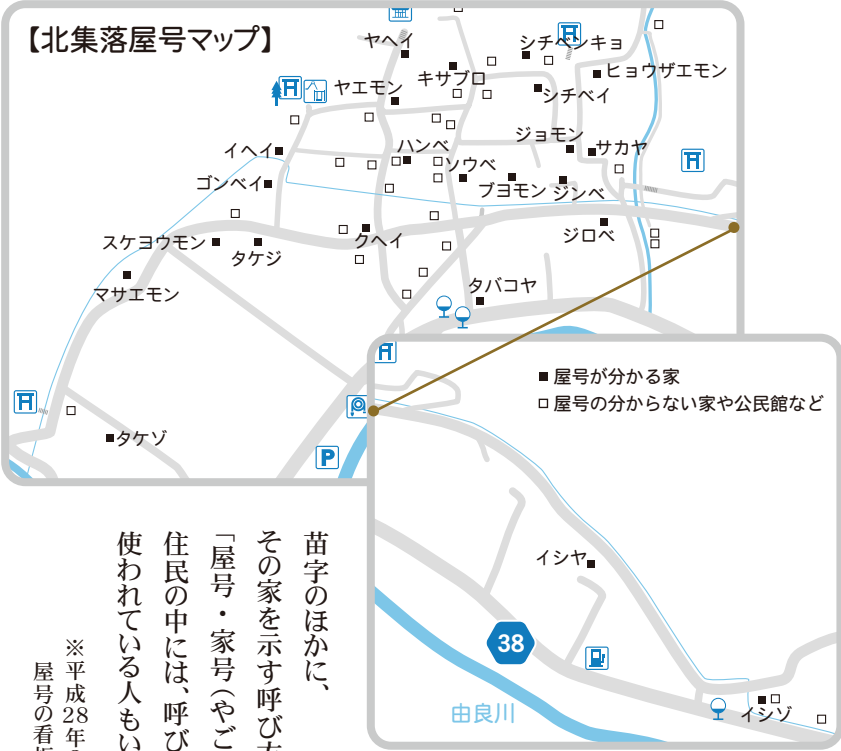 【北集落屋号マップ】
ヤヘイ
シチベンキョ
キサブロ
ヒョウザエモン
ヤエモン
シチベイ
ジョモン
サカヤ
イヘイ
ハンベ
ソウベ
ゴンベイ
ブヨモン
ジンベ
スケヨウモン
タケジ
クヘイ
ジロベ
マサエモン
タバコヤ
タケゾ
P
■屋号が分かる家
□屋号の分からない家や公民館など
イシヤ
38
由良川
イシゾ
苗字のほかに、
その家を示す呼び
「屋号・家号(やご
住民の中には、呼び
使われている人もい
※平成28年
屋号の看